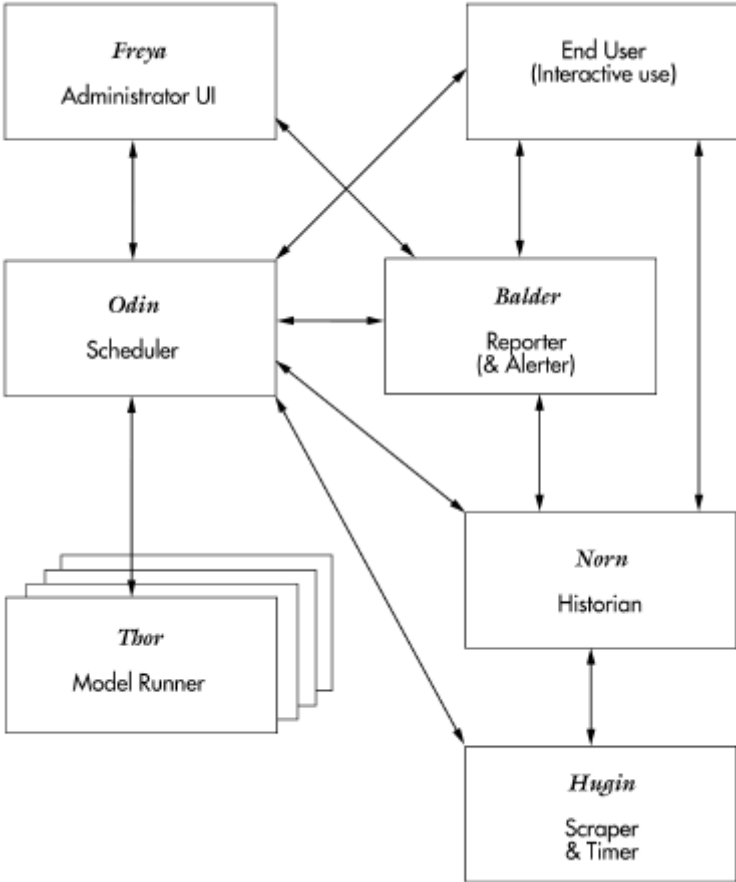 Freya
Administrator UI
End User
(Interactive use)
Odin
Scheduler
Balder
Reporter
(& Alerter)
Thor
Model Runner
Norn
Historian
Hugin
Scraper
& Timer